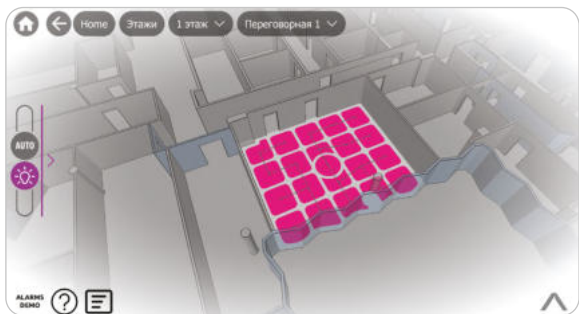 Home
Этажи
1 этаж
Переговорная 1
AUTO
ALARMS
DEMO
?